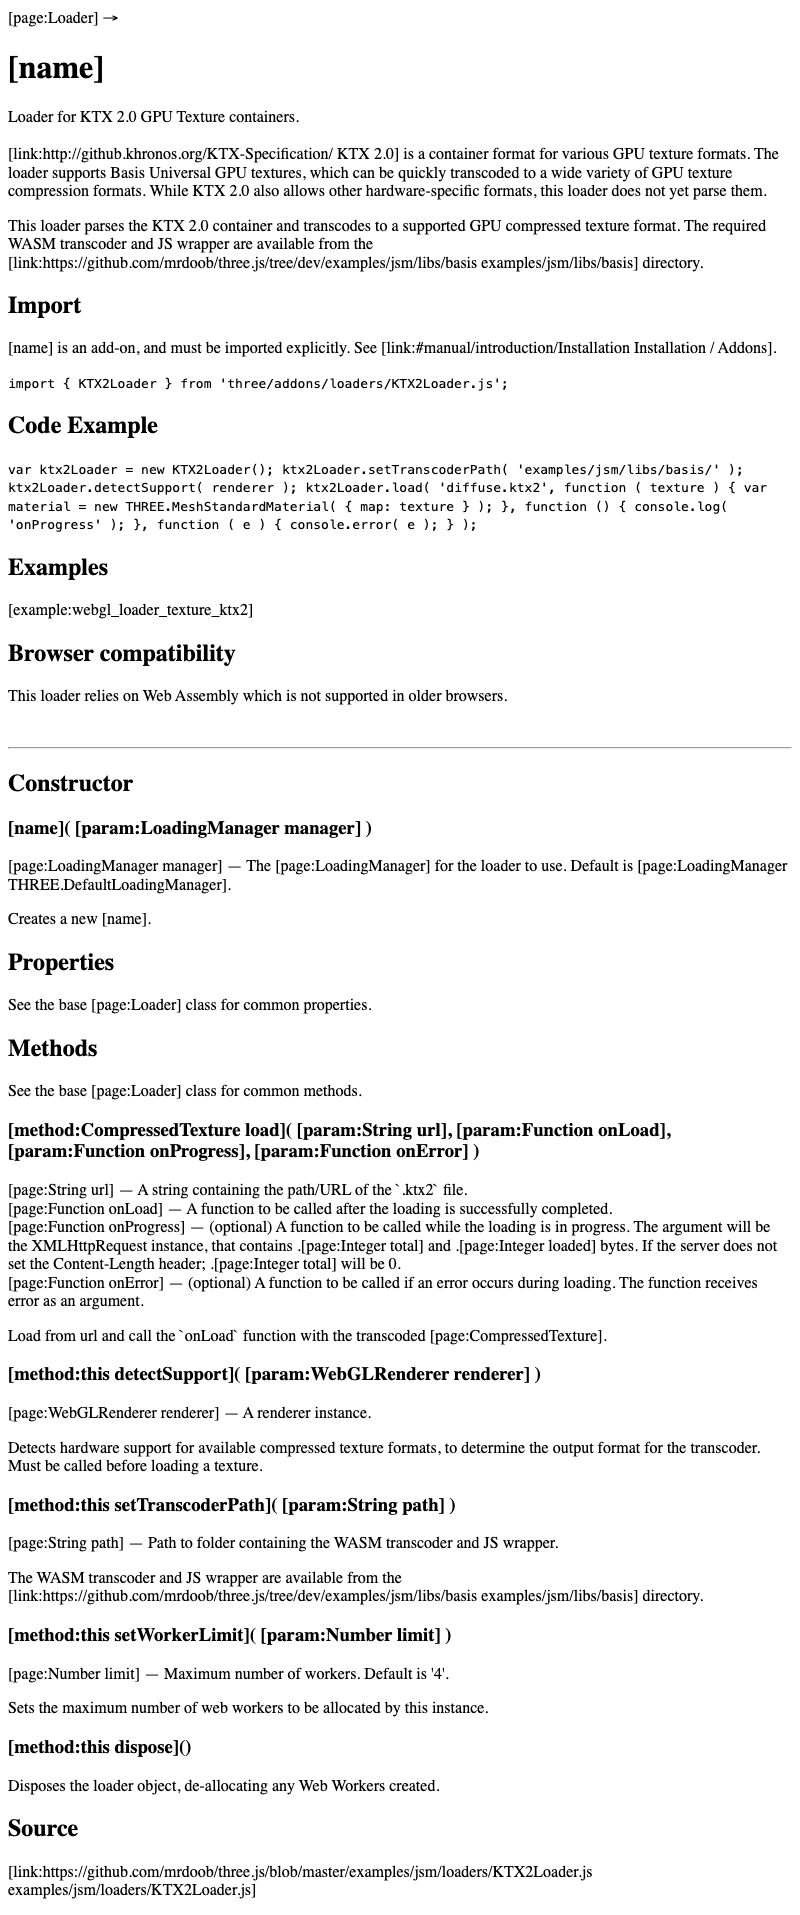 [page:Loader] →
[name]
Loader for KTX 2.0 GPU Texture containers.
[link:http://github.khronos.org/KTX-Specification/ KTX 2.0] is a container format for various GPU texture formats. The
loader supports Basis Universal GPU textures, which can be quickly transcoded to a wide variety of GPU texture
compression formats. While KTX 2.0 also allows other hardware-specific formats, this loader does not yet parse them.
This loader parses the KTX 2.0 container and transcodes to a supported GPU compressed texture format. The required
WASM transcoder and JS wrapper are available from the
[link:https://github.com/mrdoob/three.js/tree/dev/examples/jsm/libs/basis examples/jsm/libs/basis] directory.
Import
[name] is an add-on, and must be imported explicitly. See [link:#manual/introduction/Installation Installation / Addons].
import { KTX2Loader } from 'three/addons/loaders/KTX2Loader.js';
Code Example
var ktx2Loader = new KTX2Loader(); ktx2Loader.setTranscoderPath( 'examples/jsm/libs/basis/' );
ktx2Loader.detectSupport( renderer ); ktx2Loader.load( 'diffuse.ktx2', function ( texture ) { var
material = new THREE.MeshStandardMaterial( { map: texture } ); }, function () { console.log(
'onProgress' ); }, function ( e ) { console.error( e ); } );
Examples
[example:webgl_loader_texture_ktx2]
Browser compatibility
This loader relies on Web Assembly which is not supported in older browsers.
Constructor
[name]( [param:LoadingManager manager] )
[page:LoadingManager manager] — The [page:LoadingManager] for the loader to use. Default is [page:LoadingManager
THREE.DefaultLoadingManager].
Creates a new [name].
Properties
See the base [page:Loader] class for common properties.
Methods
See the base [page:Loader] class for common methods.
[method:CompressedTexture load]( [param:String url], [param:Function onLoad],
[param:Function onProgress], [param:Function onError] )
[page:String url] — A string containing the path/URL of the `.ktx2` file.
[page:Function onLoad] — A function to be called after the loading is successfully completed.
[page:Function onProgress] — (optional) A function to be called while the loading is in progress. The argument will be
the XMLHttpRequest instance, that contains .[page:Integer total] and .[page:Integer loaded] bytes. If the server does not
set the Content-Length header; .[page:Integer total] will be 0.
[page:Function onError] — (optional) A function to be called if an error occurs during loading. The function receives
error as an argument.
Load from url and call the `onLoad` function with the transcoded [page:CompressedTexture].
[method:this detectSupport]( [param:WebGLRenderer renderer] )
[page:WebGLRenderer renderer] — A renderer instance.
Detects hardware support for available compressed texture formats, to determine the output format for the transcoder.
Must be called before loading a texture.
[method:this setTranscoderPath]( [param:String path] )
[page:String path] — Path to folder containing the WASM transcoder and JS wrapper.
The WASM transcoder and JS wrapper are available from the
[link:https://github.com/mrdoob/three.js/tree/dev/examples/jsm/libs/basis examples/jsm/libs/basis] directory.
[method:this setWorkerLimit]( [param:Number limit] )
[page:Number limit] — Maximum number of workers. Default is '4'.
Sets the maximum number of web workers to be allocated by this instance.
[method:this dispose]()
Disposes the loader object, de-allocating any Web Workers created.
Source
[link:https://github.com/mrdoob/three.js/blob/master/examples/jsm/loaders/KTX2Loader.js
examples/jsm/loaders/KTX2Loader.js]